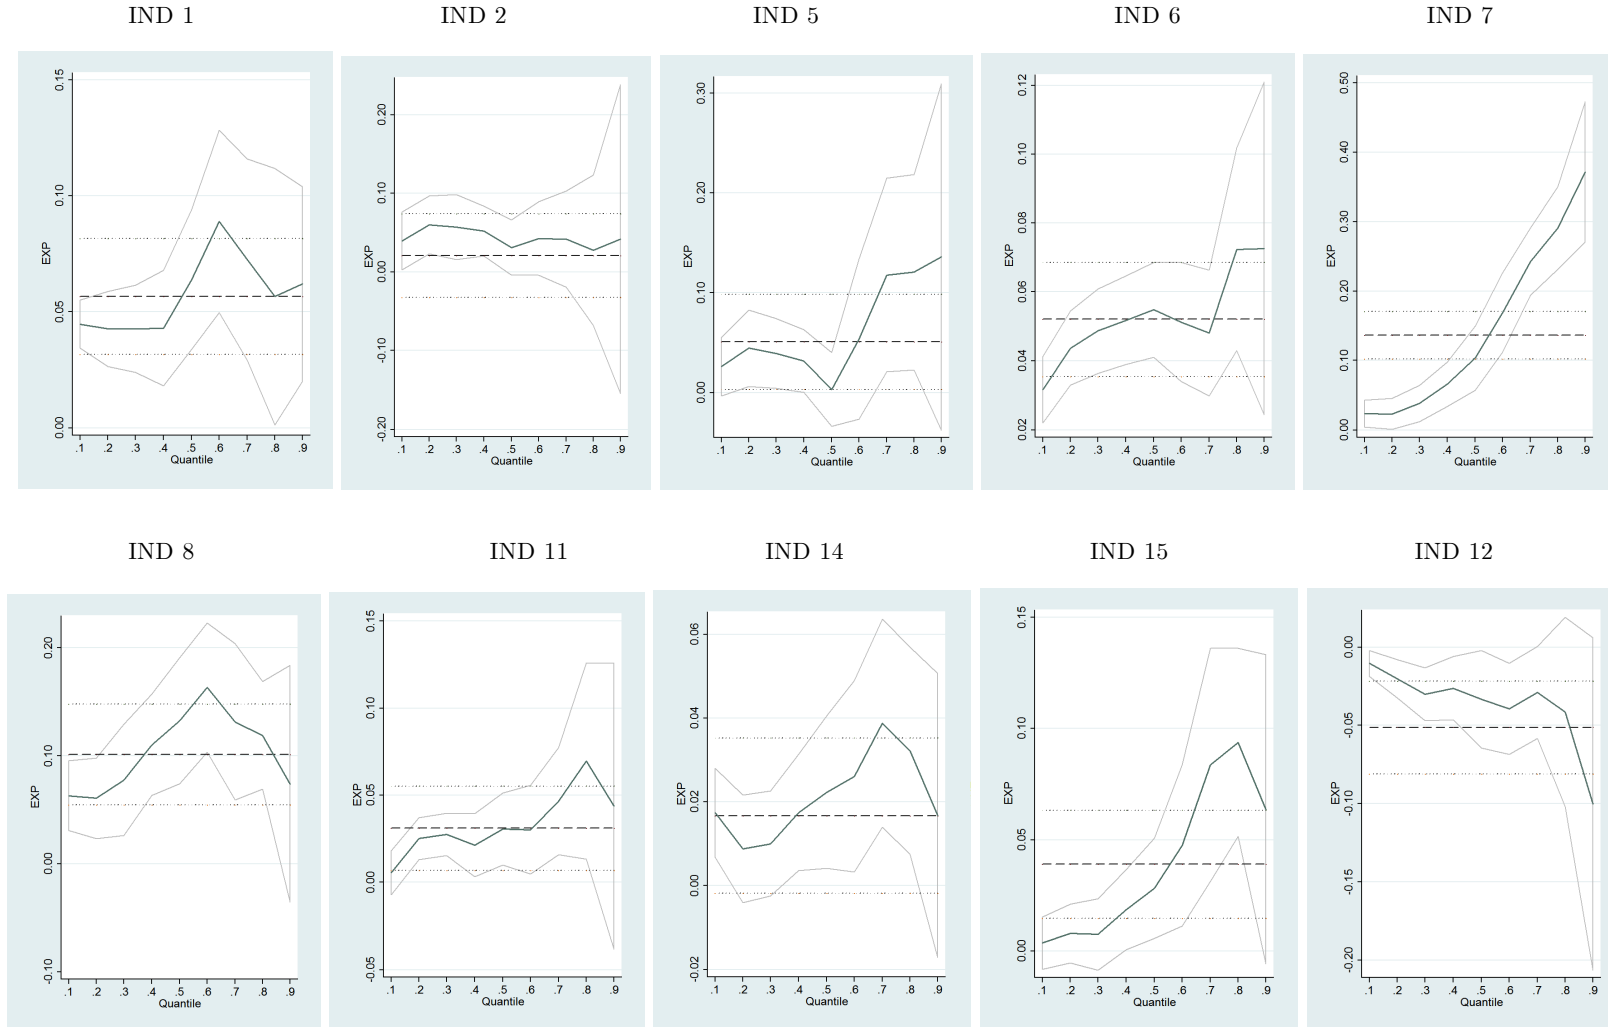 IND 1
IND 2
IND 5
IND 6
IND 7
EXP
0.15
0.10
0.05
0.00
.1 .2 .3 .4 .5 .6 .7 .8 .9
Quantile
EXP
0.20
0.10
0.00
-0.10
-0.20
.1 .2 .3 .4 .5 .6 .7 .8 .9
Quantile
EXP
0.30
0.20
0.10
0.00
.1 .2 .3 .4 .5 .6 .7 .8 .9
Quantile
EXP
0.12
0.10
0.08
0.06
0.04
0.02
.1 .2 .3 .4 .5 .6 .7 .8 .9
Quantile
EXP
0.50
0.40
0.30
0.20
0.10
0.00
.1 .2 .3 .4 .5 .6 .7 .8 .9
Quantile
IND 8
IND 11
IND 14
IND 15
IND 12
EXP
0.20
0.10
0.00
-0.10
.1 .2 .3 .4 .5 .6 .7 .8 .9
Quantile
EXP
0.15
0.10
0.05
0.00
-0.05
.1 .2 .3 .4 .5 .6 .7 .8 .9
Quantile
EXP
0.06
0.04
0.02
0.00
-0.02
.1 .2 .3 .4 .5 .6 .7 .8 .9
Quantile
EXP
0.15
0.10
0.05
0.00
.1 .2 .3 .4 .5 .6 .7 .8 .9
Quantile
EXP
0.00
-0.05
-0.10
-0.15
-0.20
.1 .2 .3 .4 .5 .6 .7 .8 .9
Quantile